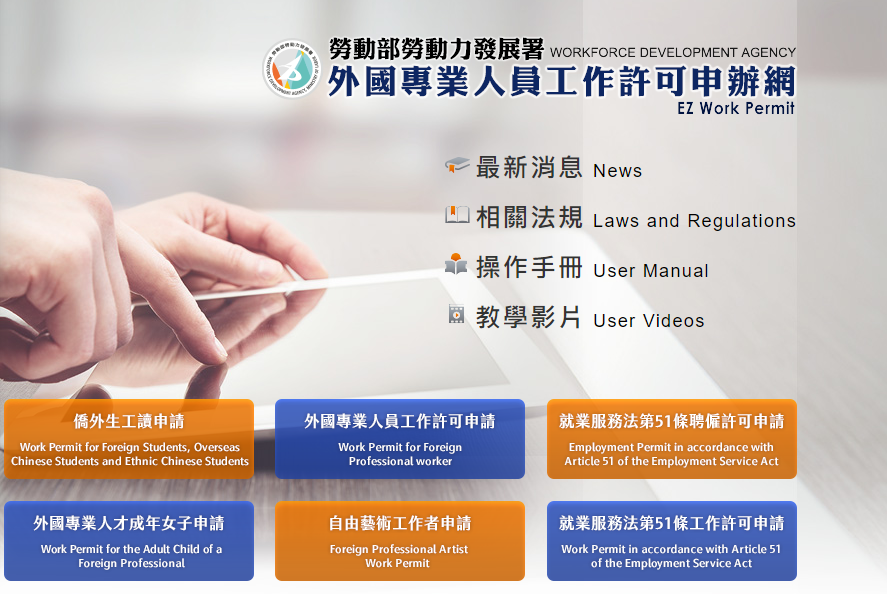 勞動部勞動力發展署 WORKFORCE DEVELOPMENT AGENCY
外國專業人員工作許可申辦網
EZ Work Permit
最新消息 News
相關法規 Laws and Regulations
操作手冊 User Manual
教學影片 User Videos
僑外生工讀申請
Work Permit for Foreign Students, Overseas
Chinese Students and Ethnic Chinese Students
外國專業人員工作許可申請
Work Permit for Foreign
Professional worker
就業服務法第51條聘僱許可申請
Employment Permit in accordance with
Article 51 of the Employment Service Act
外國專業人才成年女子申請
Work Permit for the Adult Child of a
Foreign Professional
自由藝術工作者申請
Foreign Professional Artist
Work Permit
就業服務法第51條工作許可申請
Work Permit in accordance with Article 51
of the Employment Service Act